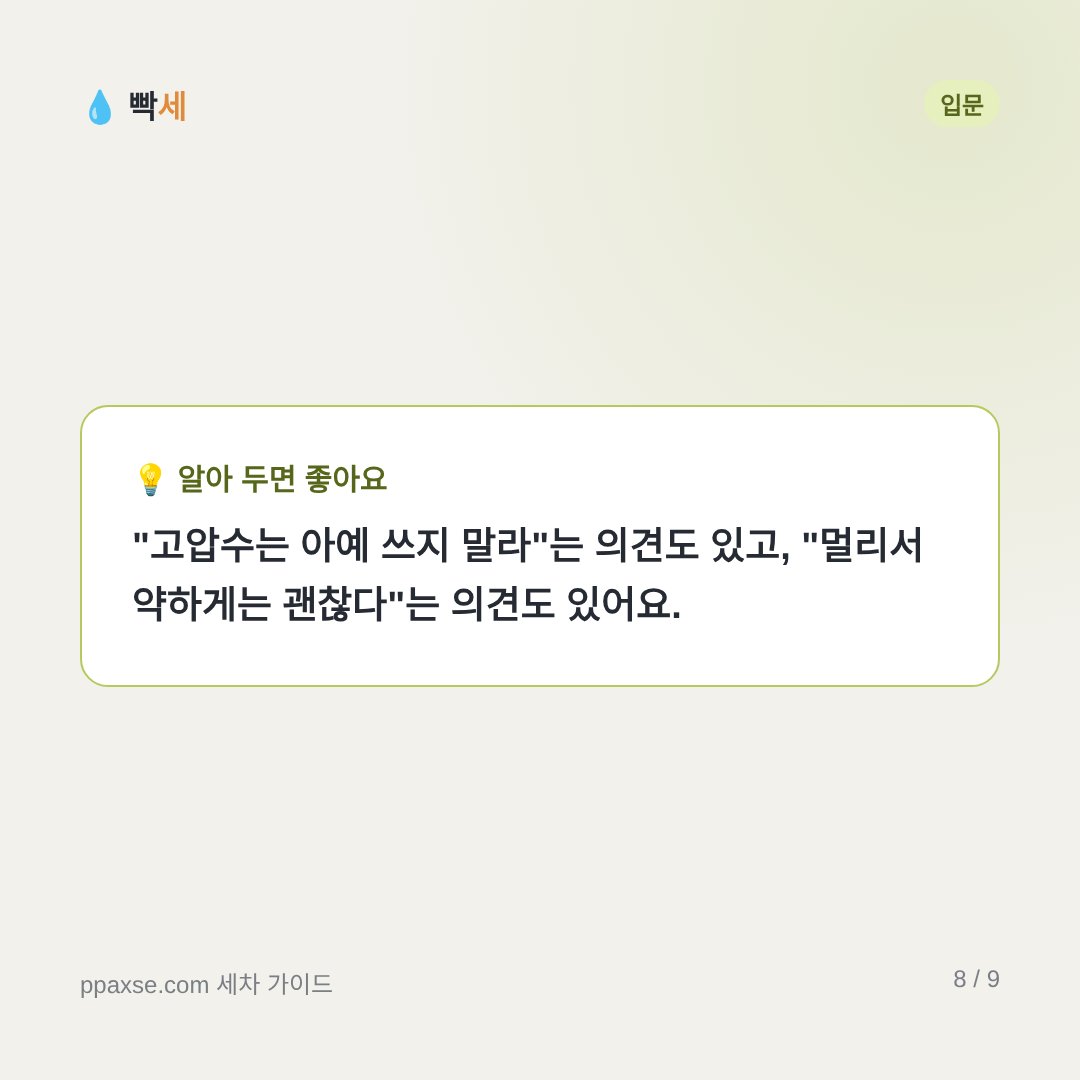 💧 빡세
입문
💡 알아 두면 좋아요
"고압수는 아예 쓰지 말라"는 의견도 있고, "멀리서
약하게는 괜찮다"는 의견도 있어요.
ppaxse.com 세차 가이드
8 / 9